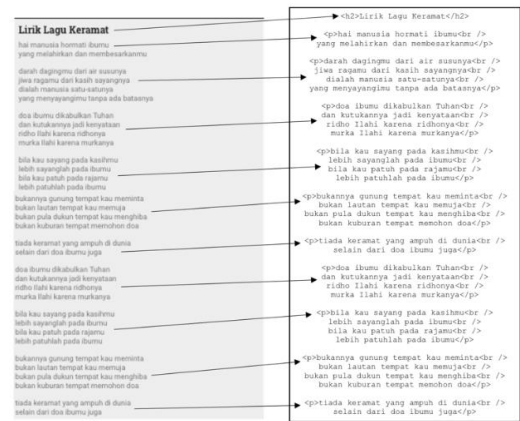 Lirik Lagu Keramat
hai manusia hormati ibumu
yang melahirkan dan membesarkanmu
darah dagingmu dari air susunya
jiwa ragamu dari kasih sayangnya
dialah manusia satu-satunya
yang menyayangimu tanpa ada batasnya
doa ibumu dikabulkan Tuhan
dan kutukannya jadi kenyataan
ridho Ilahi karena ridhonya
murka Ilahi karena murkanya
bila kau sayang pada kasihmu
lebih sayanglah pada ibumu
bila kau patuh pada rajamu
lebih patuhlah pada ibumu
bukannya gunung tempat kau meminta
bukan lautan tempat kau memuja
bukan pula dukun tempat kau menghiba
bukan kuburan tempat memohon doa
tiada keramat yang ampuh di dunia
selain dari doa ibumu juga
doa ibumu dikabulkan Tuhan
dan kutukannya jadi kenyataan
ridho Ilahi karena ridhonya
murka Ilahi karena murkanya
bila kau sayang pada kasihmu
lebih sayanglah pada ibumu
bila kau patuh pada rajamu
lebih patuhlah pada ibumu
bukannya gunung tempat kau meminta
bukan lautan tempat kau memuja
bukan pula dukun tempat kau menghiba
bukan kuburan tempat memohon doa
tiada keramat yang ampuh di dunia
selain dari doa ibumu juga
<h2>Lirik Lagu Keramat</h2>
<p>hai manusia hormati ibumu<br />
yang melahirkan dan membesarkanmu</p>
<p>darah dagingmu dari air susunya<br />
jiwa ragamu dari kasih sayangnya<br />
dialah manusia satu-satunya<br />
yang menyayangimu tanpa ada batasnya</p>
<p>doa ibumu dikabulkan Tuhan<br />
dan kutukannya jadi kenyataan<br />
ridho Ilahi karena ridhonya<br />
murka Ilahi karena murkanya</p>
<p>bila kau sayang pada kasihmu<br />
lebih sayanglah pada ibumu<br />
bila kau patuh pada rajamu<br />
lebih patuhlah pada ibumu</p>
<p>bukannya gunung tempat kau meminta<br />
bukan lautan tempat kau memuja<br />
bukan pula dukun tempat kau menghiba<br />
bukan kuburan tempat memohon doa</p>
<p>tiada keramat yang ampuh di dunia<br />
selain dari doa ibumu juga</p>
<p>doa ibumu dikabulkan Tuhan<br />
dan kutukannya jadi kenyataan<br />
ridho Ilahi karena ridhonya<br />
murka Ilahi karena murkanya</p>
<p>bila kau sayang pada kasihmu<br />
lebih sayanglah pada ibumu<br />
bila kau patuh pada rajamu<br />
lebih patuhlah pada ibumu</p>
<p>bukannya gunung tempat kau meminta<br />
bukan lautan tempat kau memuja<br />
bukan pula dukun tempat kau menghiba<br />
bukan kuburan tempat memohon doa</p>
<p>tiada keramat yang ampuh di dunia<br />
selain dari doa ibumu juga</p>